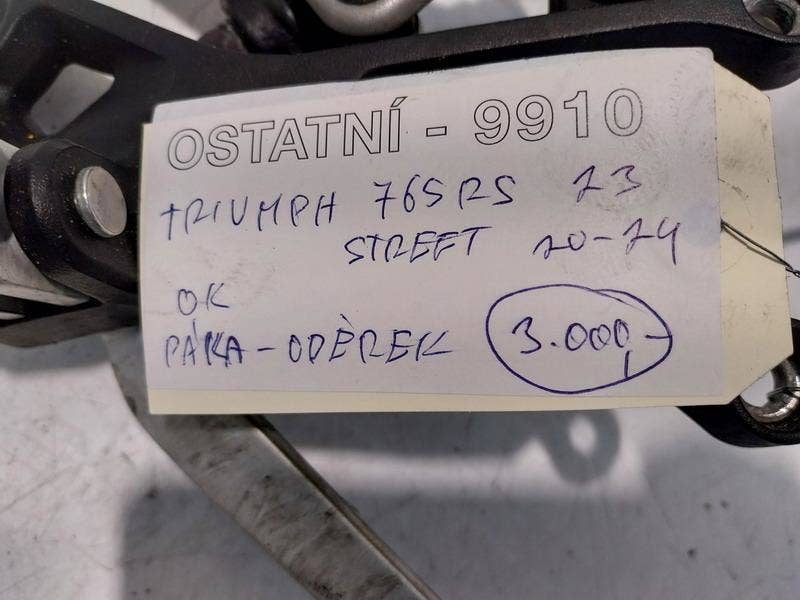 OSTATNÍ - 9910
TRIUMPH 765RS 23
STREET 20-24
OK
PÁKA - ODĚREK 3.000,-